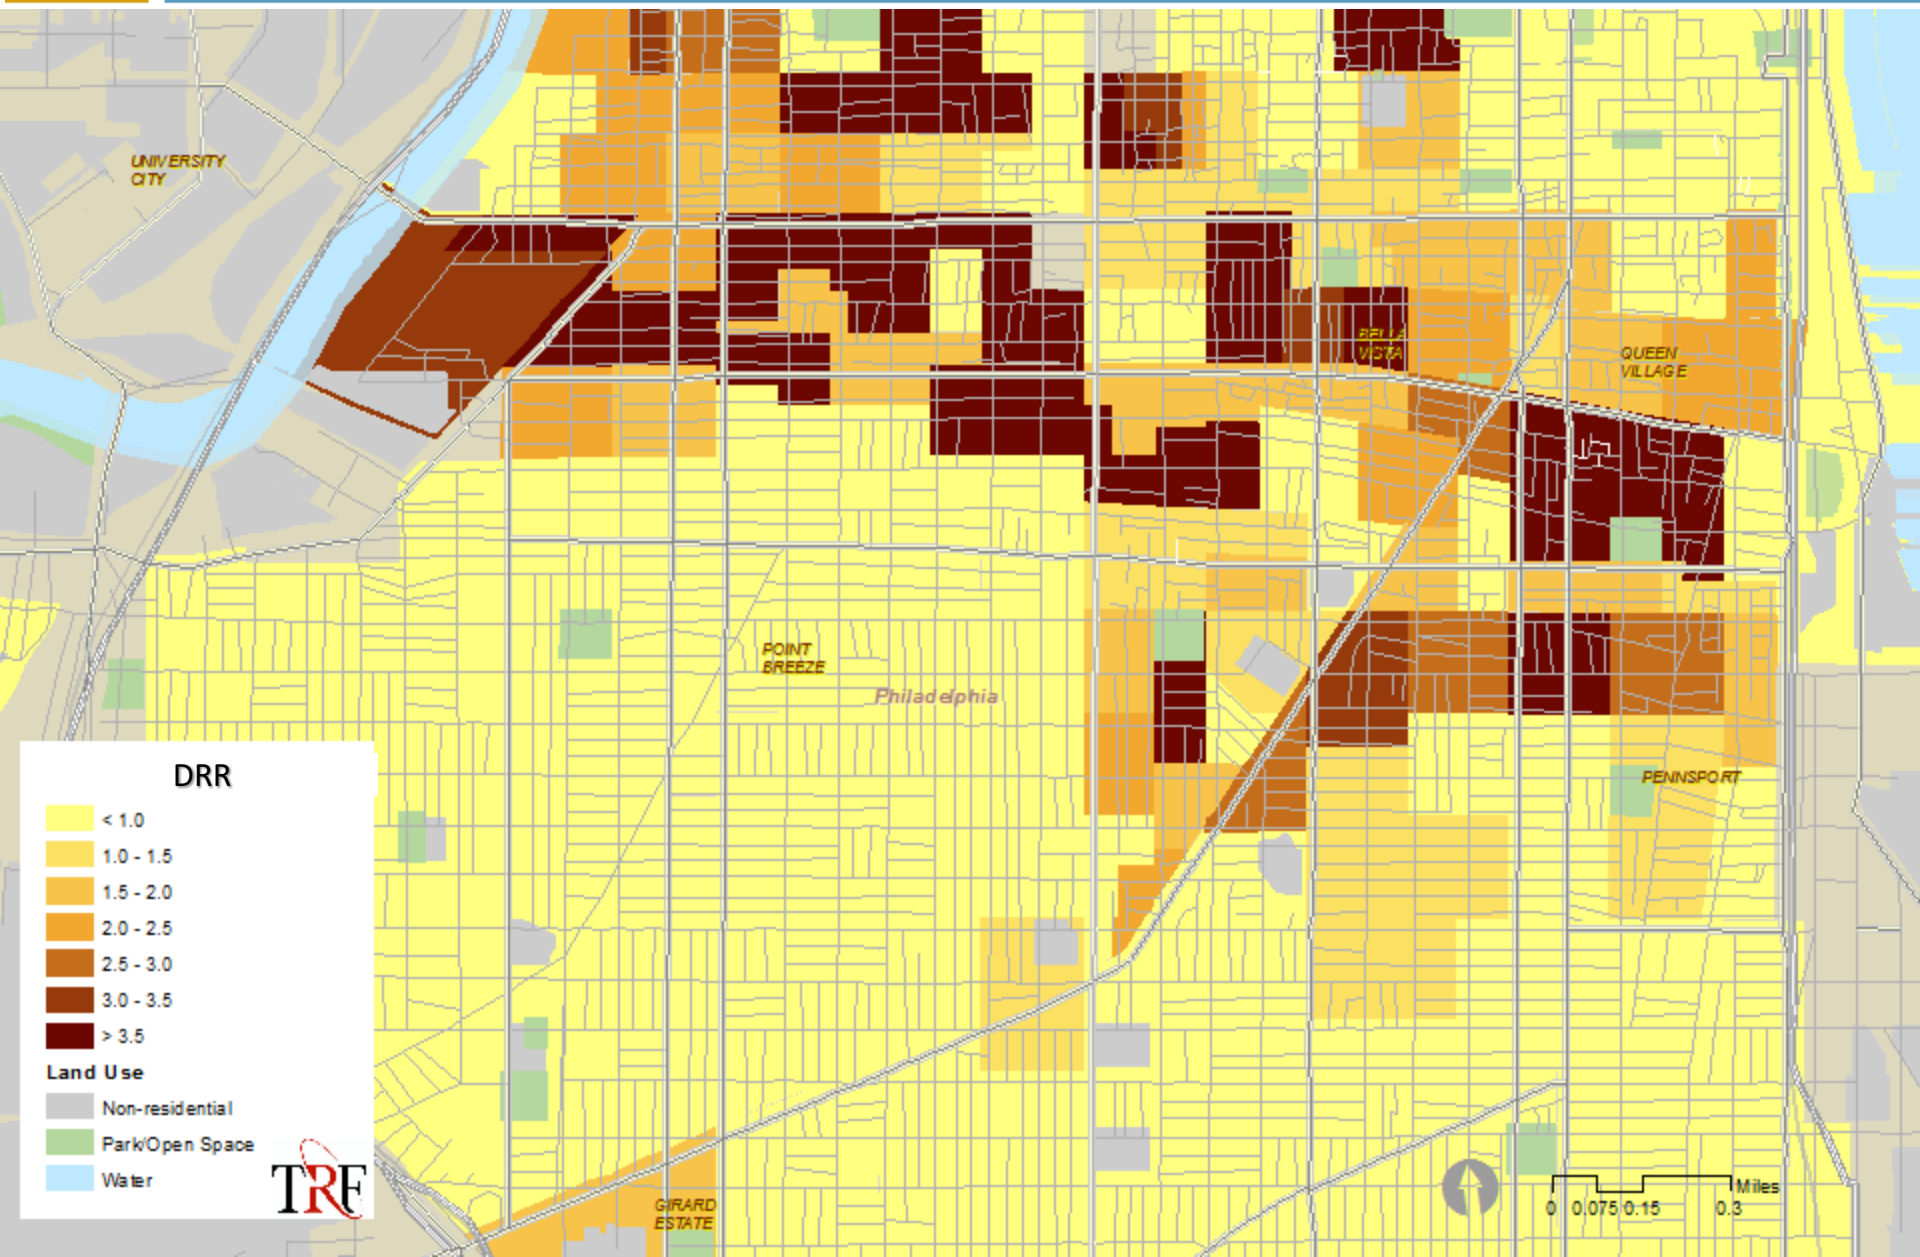 UNIVERSITY
CITY
BELLA
VISTA
QUEEN
VILLAGE
POINT
BREEZE
Philadelphia
PENNSPORT
GIRARD
ESTATE
DRR
< 1.0
1.0 - 1.5
1.5 - 2.0
2.0 - 2.5
2.5 - 3.0
3.0 - 3.5
> 3.5
Land Use
Non-residential
Park/Open Space
Water
TRF
Miles
0 0.075 0.15 0.3